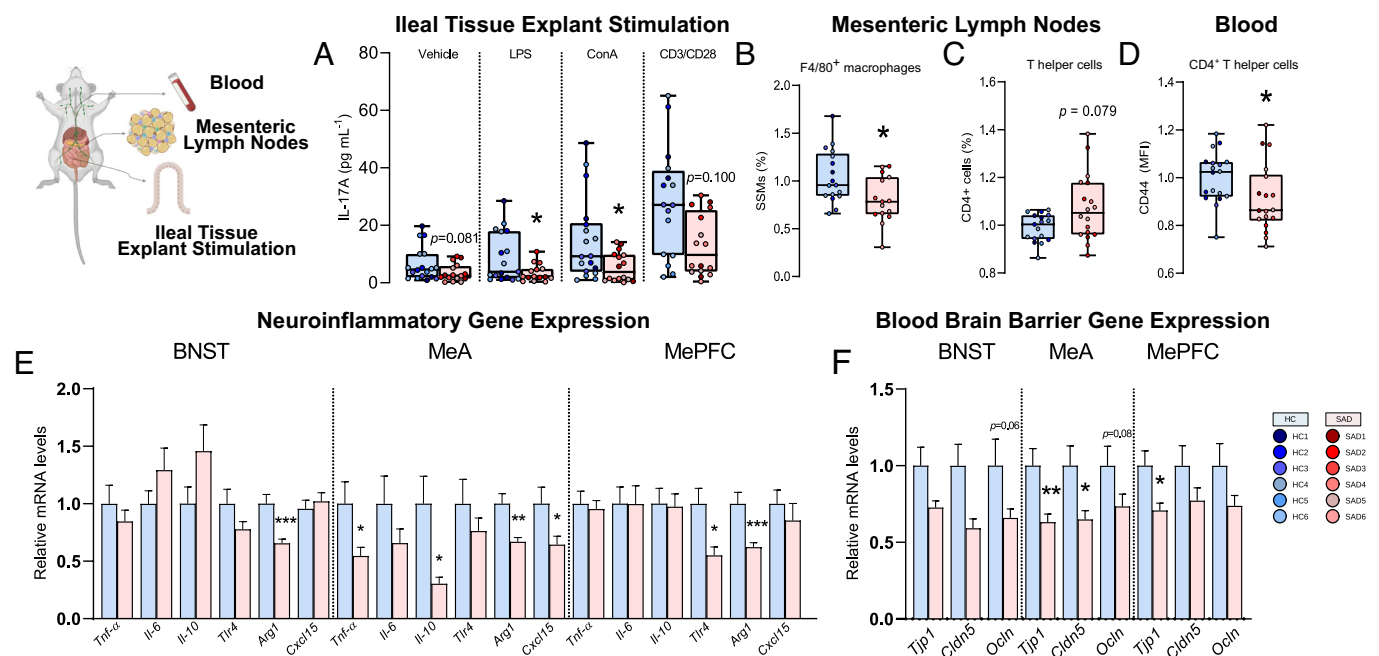 Blood
Mesenteric
Lymph Nodes
Ileal Tissue
Explant Stimulation
Ileal Tissue Explant Stimulation
A
Vehicle LPS ConA CD3/CD28
IL-17A (pg mL-1)
80
60
40
20
0
p=0.081
*
*
p=0.100
Mesenteric Lymph Nodes
B
F4/80+ macrophages
SSMs (%)
2.0
1.5
1.0
0.5
0.0
*
C
T helper cells
CD4+ cells (%)
1.6
1.4
1.2
1.0
0.8
p = 0.079
Blood
D
CD4+ T helper cells
CD44 (MFI)
1.4
1.2
1.0
0.8
0.6
*
Neuroinflammatory Gene Expression
E
BNST MeA MePFC
Relative mRNA levels
2.0
1.5
1.0
0.5
0.0
***
*
*
**
*
*
***
Tnf-α Il-6 Il-10 Tlr4 Arg1 Cxcl15 Tnf-α Il-6 Il-10 Tlr4 Arg1 Cxcl15 Tnf-α Il-6 Il-10 Tlr4 Arg1 Cxcl15
Blood Brain Barrier Gene Expression
F
BNST MeA MePFC
Relative mRNA levels
1.5
1.0
0.5
0.0
p=0.06
**
*
p=0.08
*
Tjp1 Cldn5 Ocln Tjp1 Cldn5 Ocln Tjp1 Cldn5 Ocln
HC SAD
HC1 SAD1
HC2 SAD2
HC3 SAD3
HC4 SAD4
HC5 SAD5
HC6 SAD6